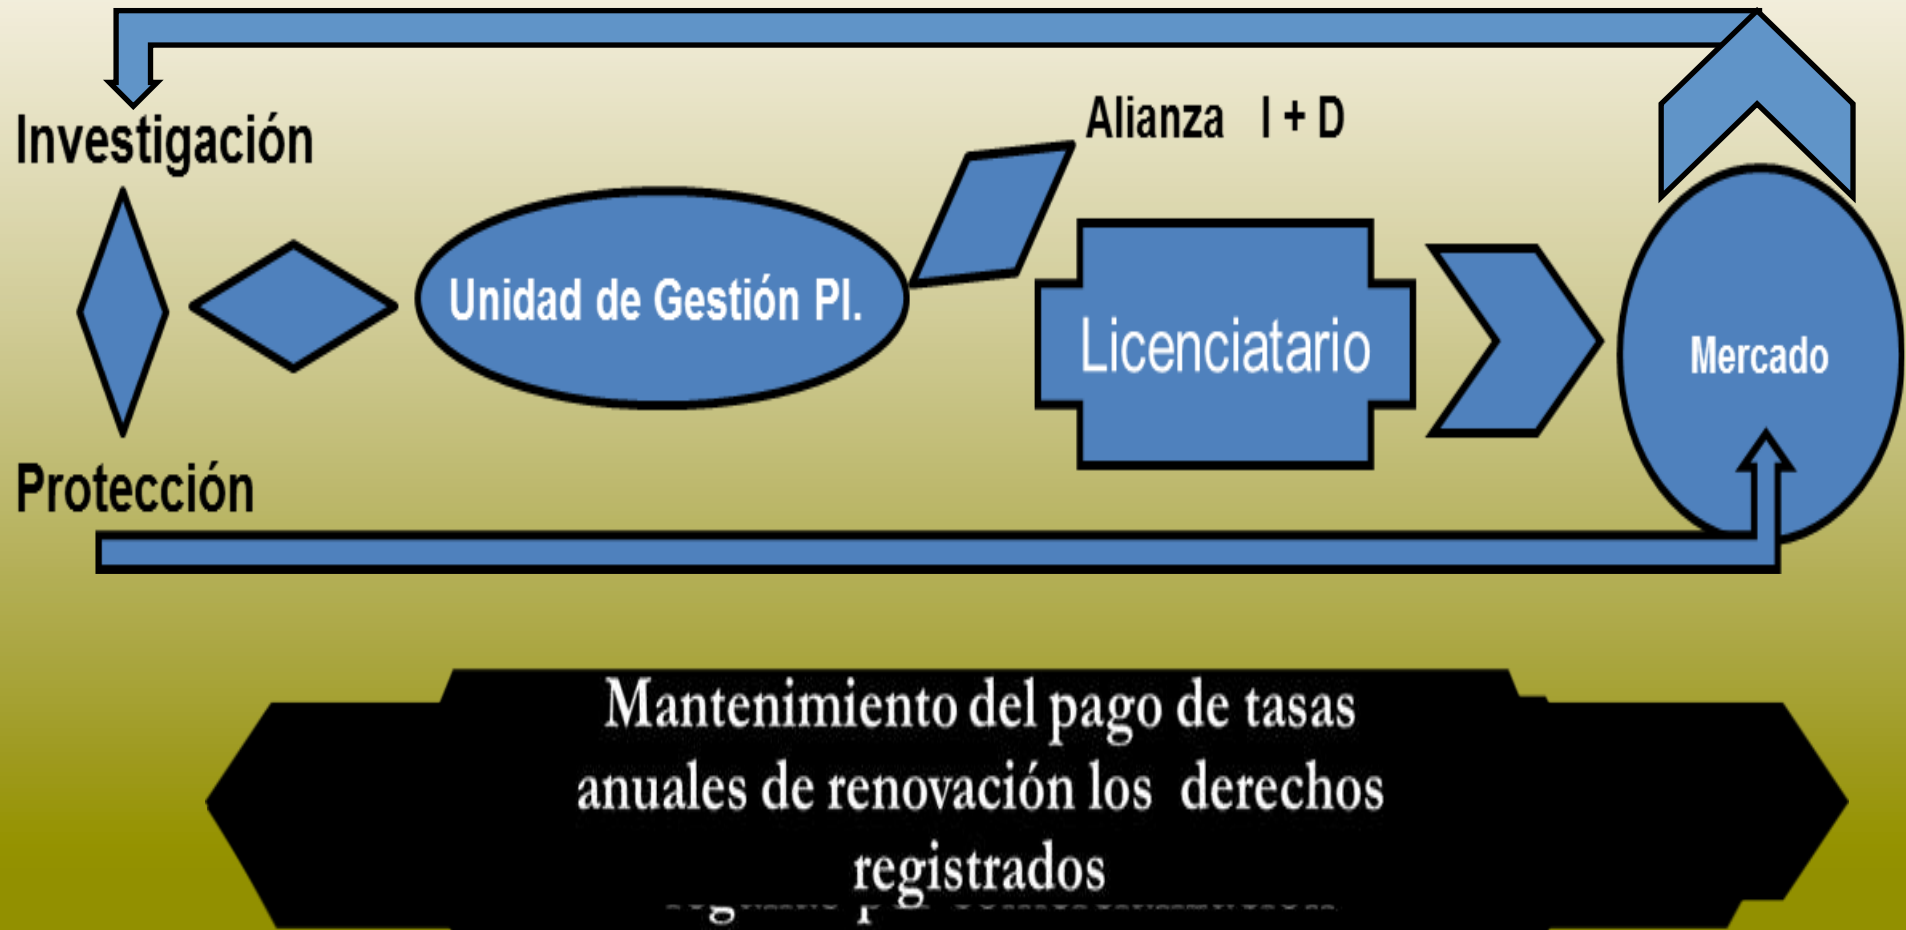 Alianza I + D
Investigación
Unidad de Gestión PI.
Licenciatario
Mercado
Protección
Mantenimiento del pago de tasas
anuales de renovación los derechos
registrados